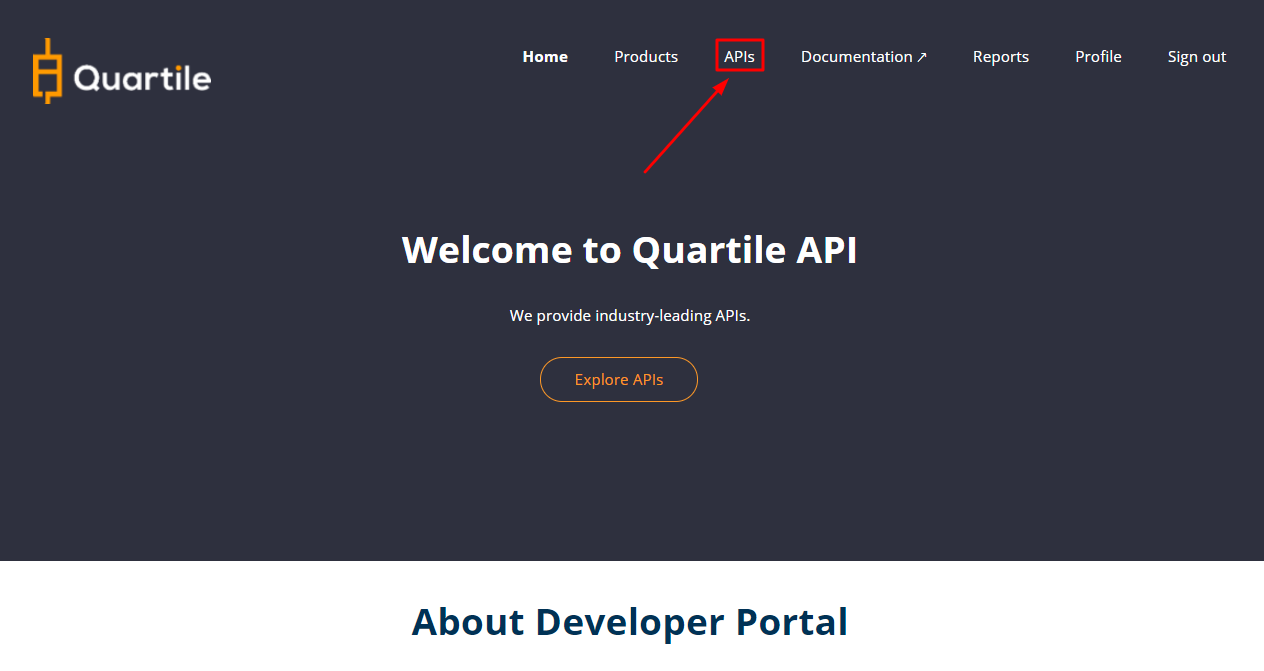 Quartile
Home Products APIs Documentation ↗ Reports Profile Sign out
Welcome to Quartile API
We provide industry-leading APIs.
Explore APIs
About Developer Portal